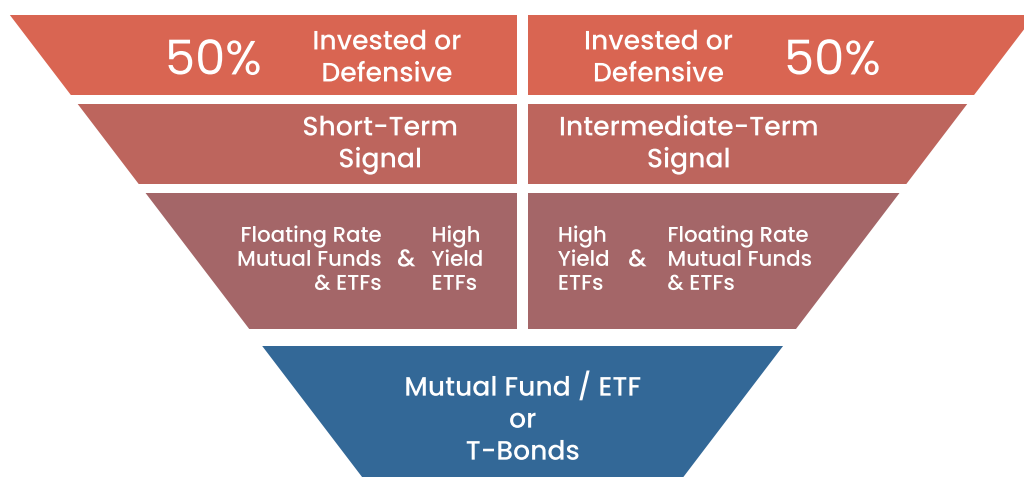 50%
Invested or
Defensive
Invested or
Defensive
50%
Short-Term
Signal
Intermediate-Term
Signal
Floating Rate
Mutual Funds
& ETFs
&
High
Yield
ETFs
High
Yield
ETFs
&
Floating Rate
Mutual Funds
& ETFs
Mutual Fund / ETF
or
T-Bonds